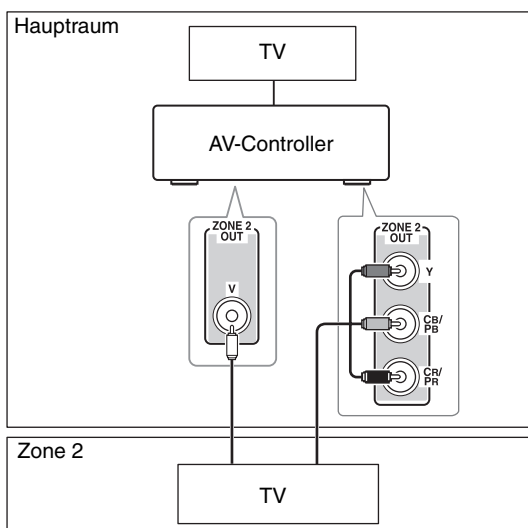 Hauptraum
TV
AV-Controller
ZONE 2
OUT
V
ZONE 2
OUT
Y
CB/
PB
CR/
PR
Zone 2
TV